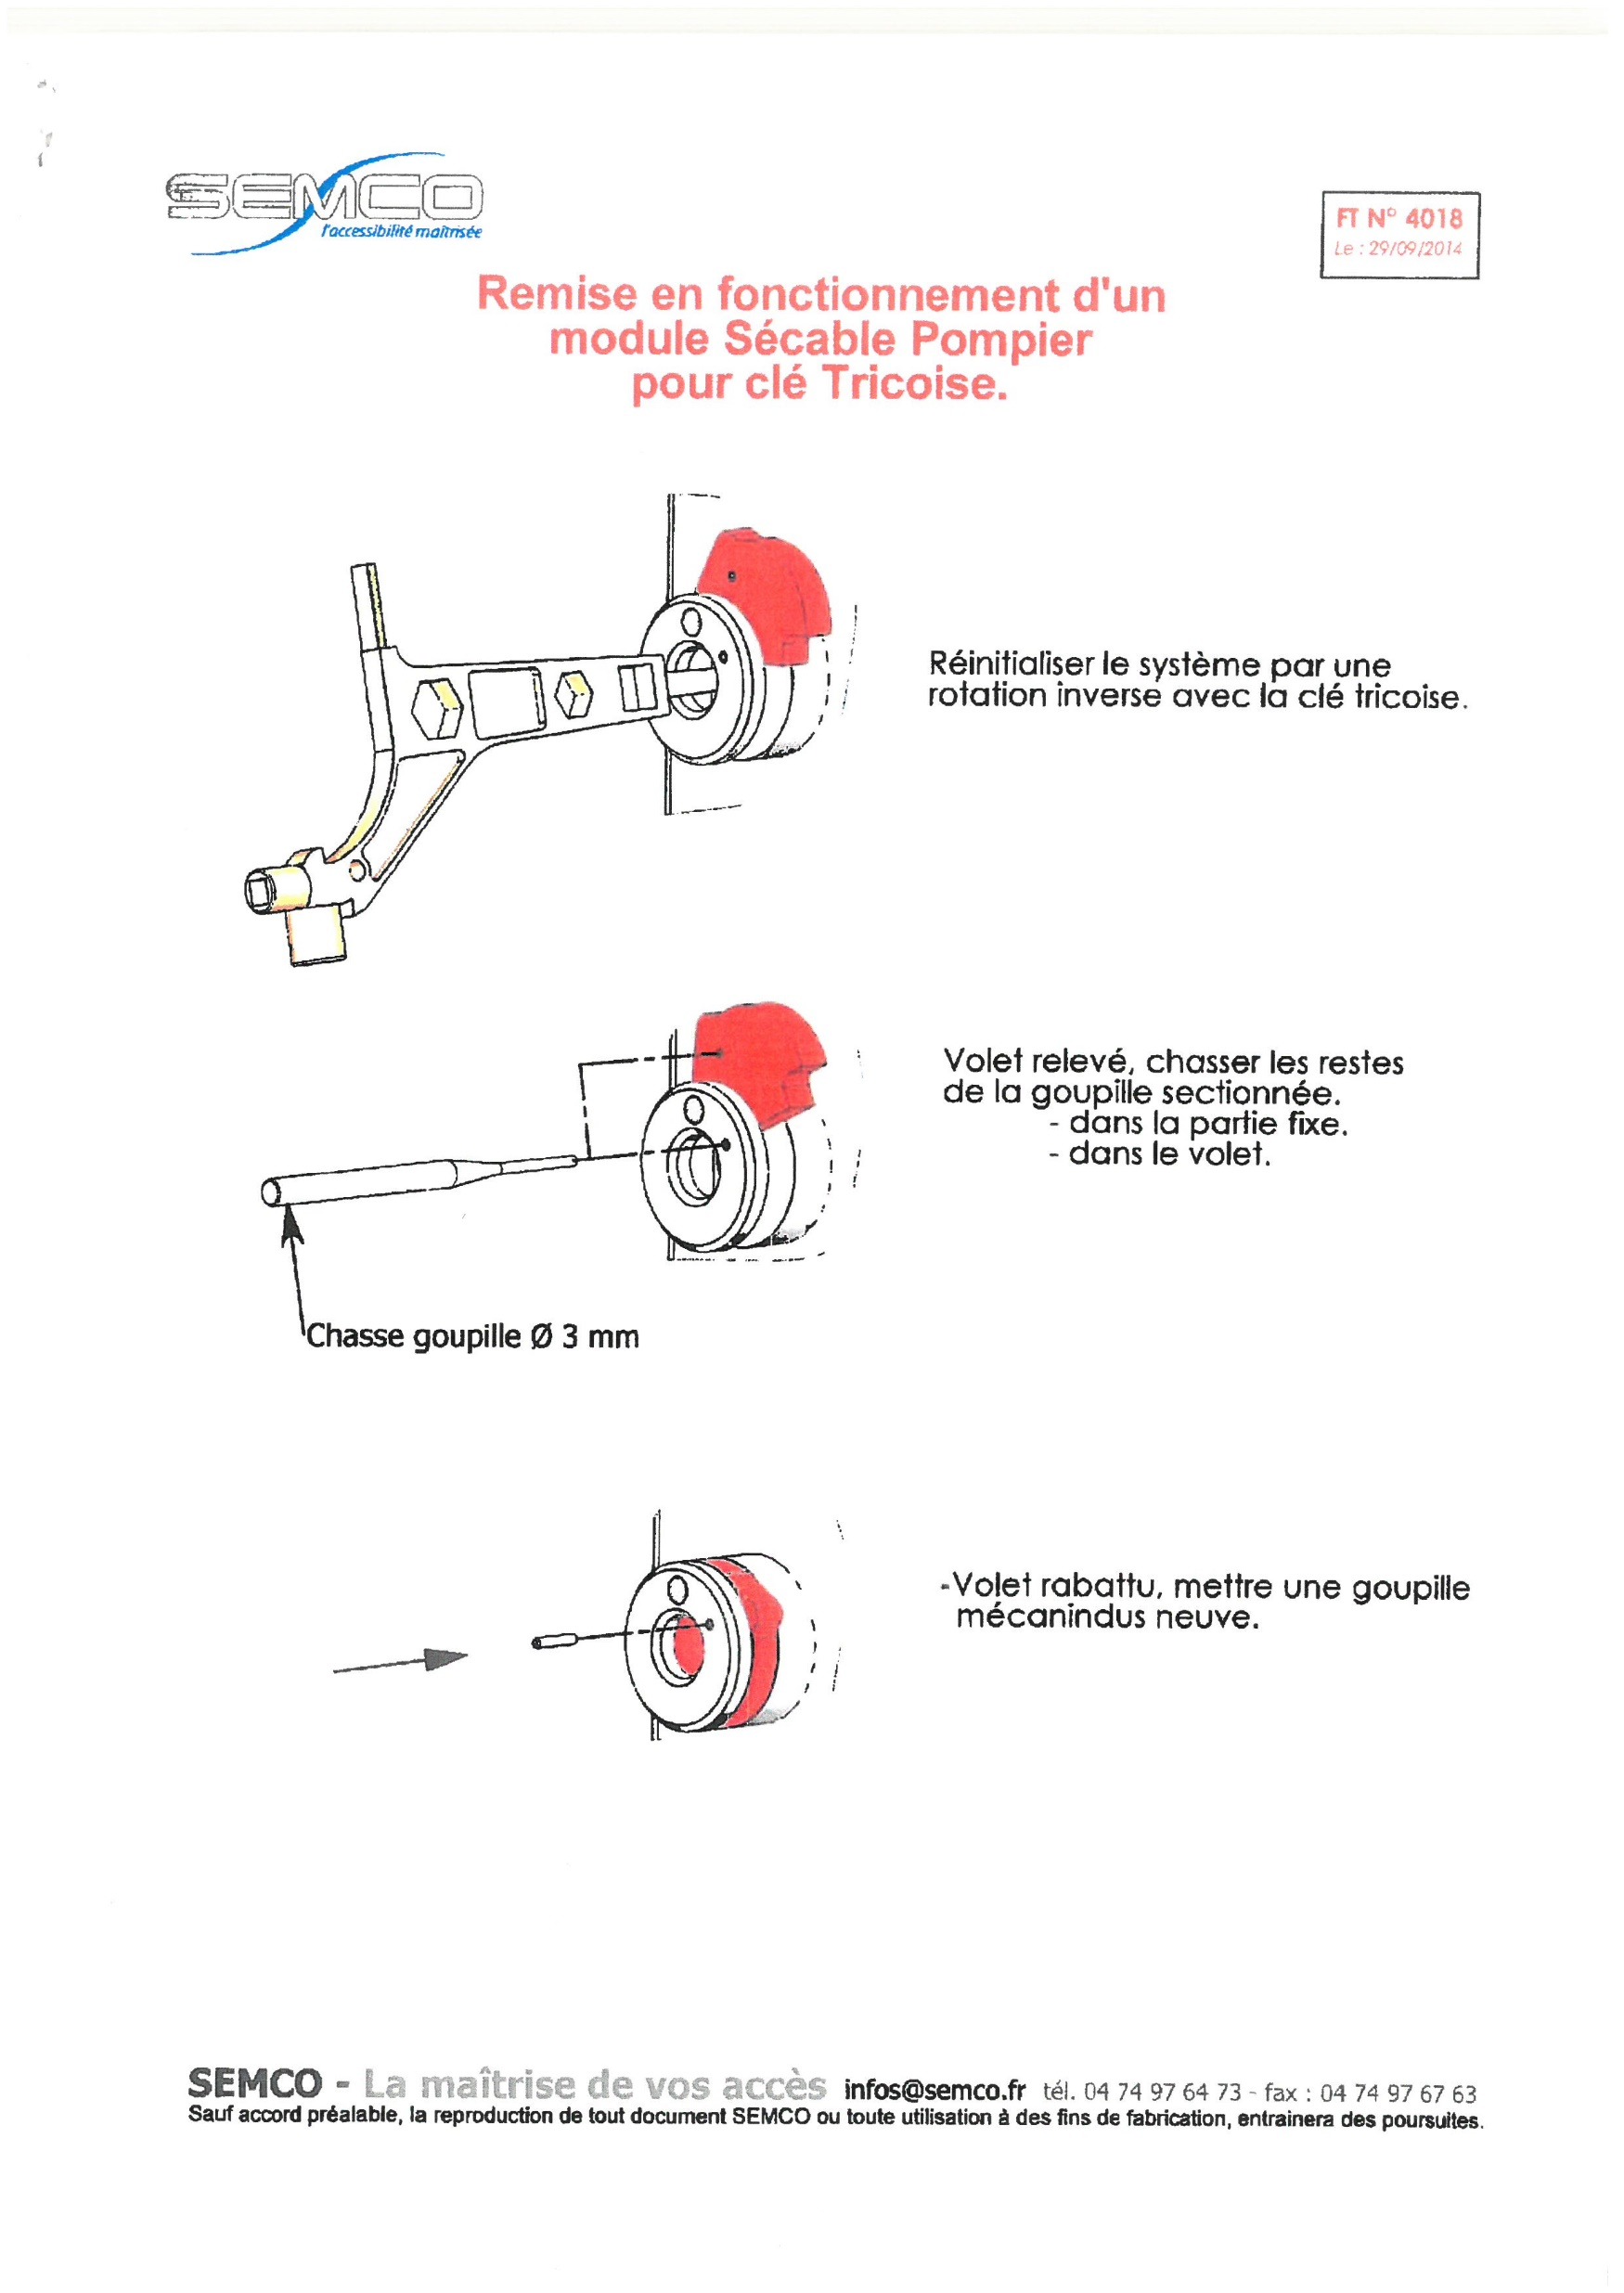 SEMCO
l'accessibilité maîtrisée
FT N° 4018
Le : 29/09/2014
Remise en fonctionnement d'un
module Sécable Pompier
pour clé Tricoise.
Réinitialiser le système par une
rotation inverse avec la clé tricoise.
Volet relevé, chasser les restes
de la goupille sectionnée.
- dans la partie fixe.
- dans le volet.
Chasse goupille Ø 3 mm
-Volet rabattu, mettre une goupille
mécanindus neuve.
SEMCO - La maîtrise de vos accès infos@semco.fr tél. 04 74 97 64 73 - fax : 04 74 97 67 63
Sauf accord préalable, la reproduction de tout document SEMCO ou toute utilisation à des fins de fabrication, entrainera des poursuites.